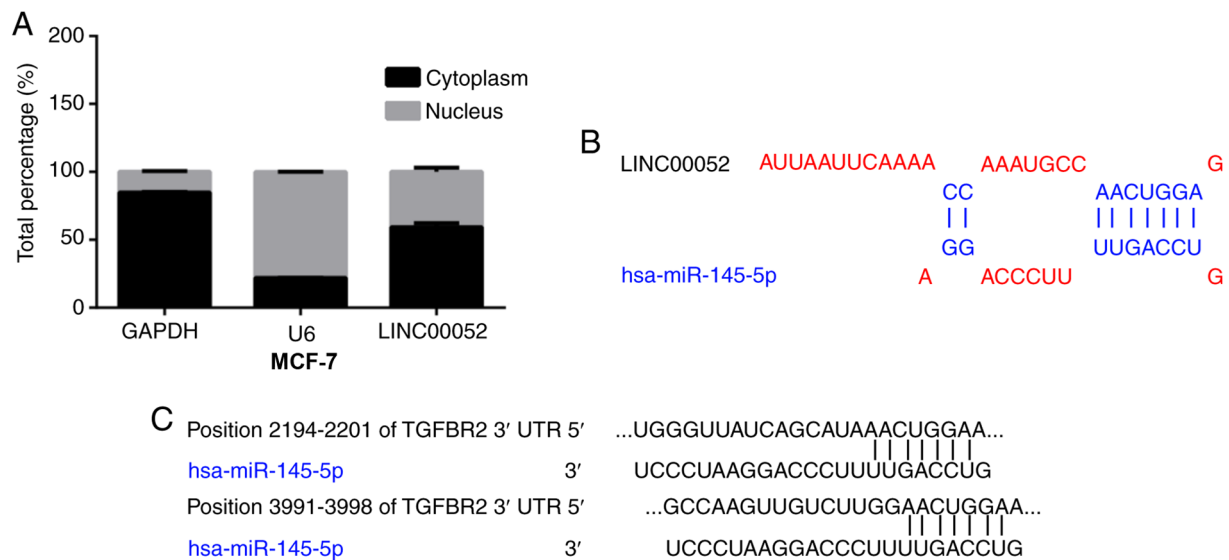 A
200
150
100
50
0
Total percentage (%)
Cytoplasm
Nucleus
GAPDH
U6
LINC00052
MCF-7
B
LINC00052 AUUAAUUCAAAA AAAUGCC G
CC AACUGGA
GG UUGACCU
hsa-miR-145-5p A ACCCUU G
C
Position 2194-2201 of TGFBR2 3′ UTR 5′ ...UGGGUUAUCAGCAUAAACUGGAA...
hsa-miR-145-5p 3′ UCCCUAAGGACCCUUUUGACCUG
Position 3991-3998 of TGFBR2 3′ UTR 5′ ...GCCAAGUUGUCUUGGAACUGGAA...
hsa-miR-145-5p 3′ UCCCUAAGGACCCUUUUGACCUG